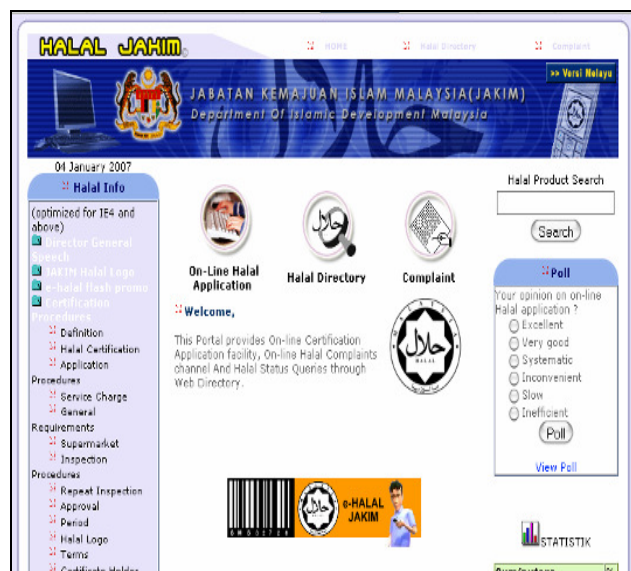 HALAL JAKIM
HOME
Halal Directory
Complaint
>> Versi Melayu
JABATAN KEMAJUAN ISLAM MALAYSIA(JAKIM)
Department Of Islamic Development Malaysia
04 January 2007
Halal Info
(optimized for IE4 and
above)
Director General
Speech
JAKIM Halal Logo
e-halal flash promo
Certification
Procedures
Definition
Halal Certification
Application
Procedures
Service Charge
General
Requirements
Supermarket
Inspection
Procedures
Repeat Inspection
Approval
Period
Halal Logo
Terms
Certificate Holder
حلال
On-Line Halal
Application
Halal Directory
Complaint
Welcome,
This Portal provides On-line Certification
Application facility, On-line Halal Complaints
channel And Halal Status Queries through
Web Directory.
حلال
HALAL
e-HALAL
JAKIM
Halal Product Search
Search
Poll
Your opinion on on-line
Halal application ?
Excellent
Very good
Systematic
Inconvenient
Slow
Inefficient
Poll
View Poll
STATISTIK